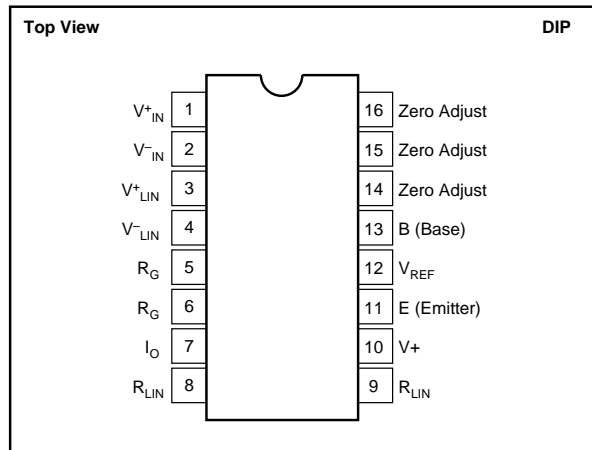 Top View DIP
V+IN 1 16 Zero Adjust
V–IN 2 15 Zero Adjust
V+LIN 3 14 Zero Adjust
V–LIN 4 13 B (Base)
RG 5 12 VREF
RG 6 11 E (Emitter)
IO 7 10 V+
RLIN 8 9 RLIN